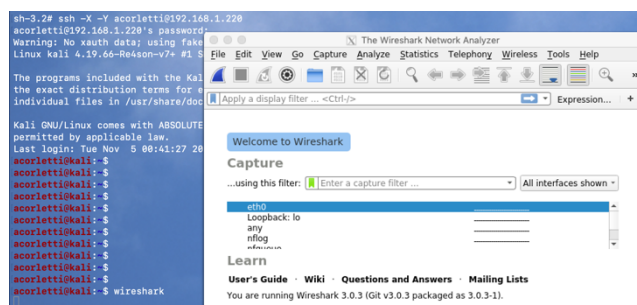 sh-3.2# ssh -X -Y acorletti@192.168.1.220
acorletti@192.168.1.220's password:
Warning: No xauth data; using fake
Linux kali 4.19.66-Re4son-v7+ #1 S
The programs included with the Kal
the exact distribution terms for e
individual files in /usr/share/doc
Kali GNU/Linux comes with ABSOLUTE
permitted by applicable law.
Last login: Tue Nov  5 00:41:27 20
acorletti@kali:~$
acorletti@kali:~$
acorletti@kali:~$
acorletti@kali:~$
acorletti@kali:~$
acorletti@kali:~$
acorletti@kali:~$
acorletti@kali:~$
acorletti@kali:~$
acorletti@kali:~$
acorletti@kali:~$ wireshark
The Wireshark Network Analyzer
File Edit View Go Capture Analyze Statistics Telephony Wireless Tools Help
Apply a display filter ... <Ctrl-/>
Expression... +
Welcome to Wireshark
Capture
...using this filter: Enter a capture filter ... All interfaces shown
eth0
Loopback: lo
any
nflog
nfqueue
Learn
User's Guide · Wiki · Questions and Answers · Mailing Lists
You are running Wireshark 3.0.3 (Git v3.0.3 packaged as 3.0.3-1).